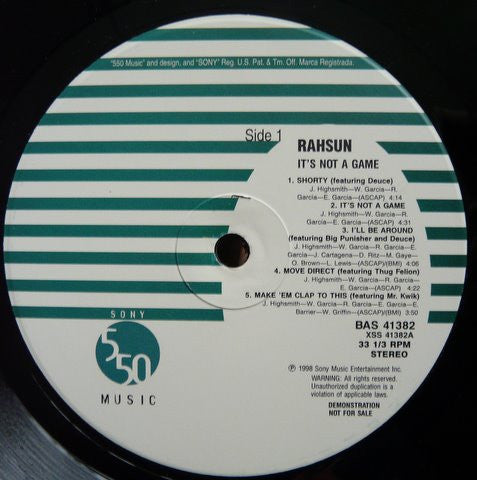 "550 Music" and design, and "SONY" Reg. U.S. Pat. & Tm. Off. Marca Registrada.
Side 1
RAHSUN
IT'S NOT A GAME
1. SHORTY (featuring Deuce)
J. Highsmith—W. Garcia—R.
Garcia—E. Garcia—(ASCAP) 4:14
2. IT'S NOT A GAME
J. Highsmith—W. Garcia—R.
Garcia—E. Garcia—(ASCAP) 4:31
3. I'LL BE AROUND
(featuring Big Punisher and Deuce)
J. Highsmith—W. Garcia—R. Garcia—E.
Garcia—J. Cartagena—D. Ritz—M. Gaye—
O. Brown—L. Lewis—(ASCAP)/(BMI) 4:06
4. MOVE DIRECT (featuring Thug Felion)
J. Highsmith—W. Garcia—R. Garcia—
E. Garcia—(ASCAP) 4:22
5. MAKE 'EM CLAP TO THIS (featuring Mr. Kwik)
J. Highsmith—W. Garcia—R. Garcia—E. Garcia—E.
Barrier—W. Griffin—(ASCAP)/(BMI) 3:50
BAS 41382
XSS 41382A
33 1/3 RPM
STEREO
SONY
550
MUSIC
℗ 1998 Sony Music Entertainment Inc.
WARNING: All rights reserved.
Unauthorized duplication is a
violation of applicable laws.
DEMONSTRATION
NOT FOR SALE